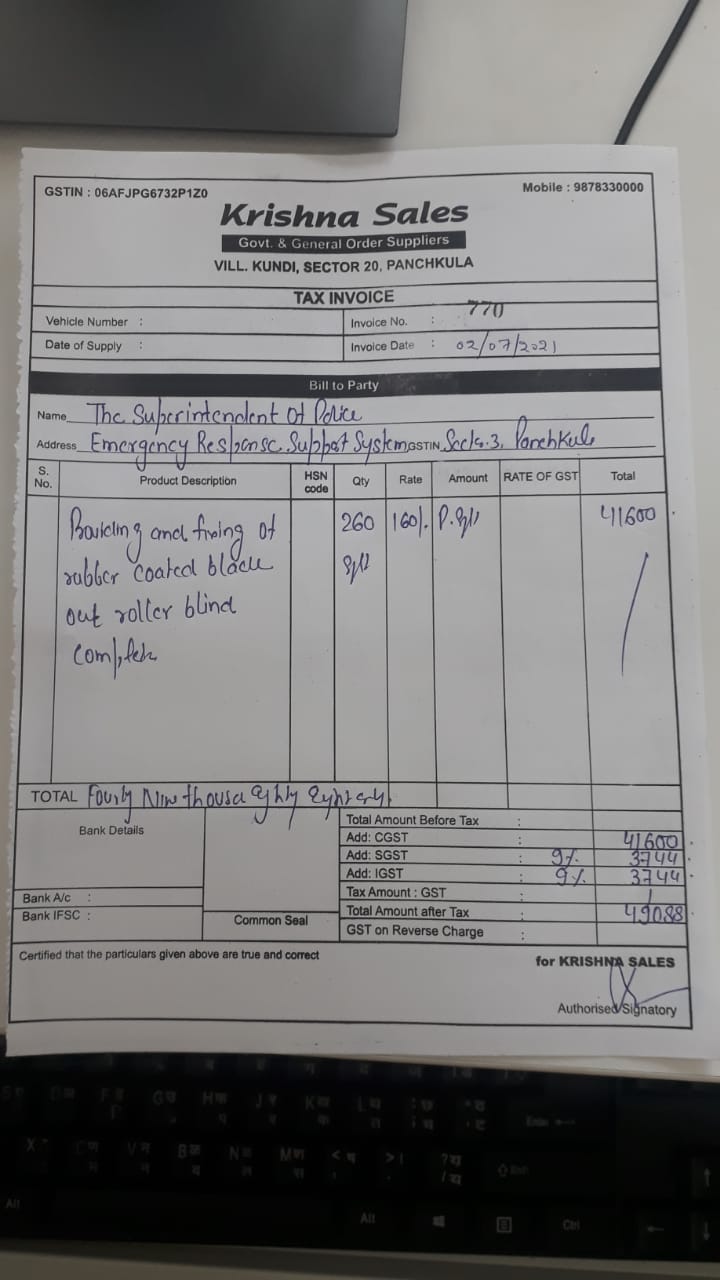 GSTIN : 06AFJPG6732P1Z0 Mobile : 9878330000
Krishna Sales
Govt. & General Order Suppliers
VILL. KUNDI, SECTOR 20, PANCHKULA
TAX INVOICE
Vehicle Number : Invoice No. : 770
Date of Supply : Invoice Date : 02/07/2021
Bill to Party
Name The Superintendent Of Police
Address Emergency Response Support System, GSTIN Sector.3, Panchkula
S. No. Product Description HSN code Qty Rate Amount RATE OF GST Total
and fixing of 260 160/. P.Sft 41600
rubber coated black Sft
out roller blind
complete
TOTAL Fourty Nine thousand Eighty Eight only.
Bank Details Total Amount Before Tax :
Add: CGST : 41600
Add: SGST : 9% 3744
Add: IGST : 9% 3744
Bank A/c : Tax Amount : GST :
Bank IFSC : Common Seal Total Amount after Tax : 49088
GST on Reverse Charge :
Certified that the particulars given above are true and correct for KRISHNA SALES
Authorised Signatory
S D F G H J K L
X C V B N M < > ?
Alt Alt Ctrl